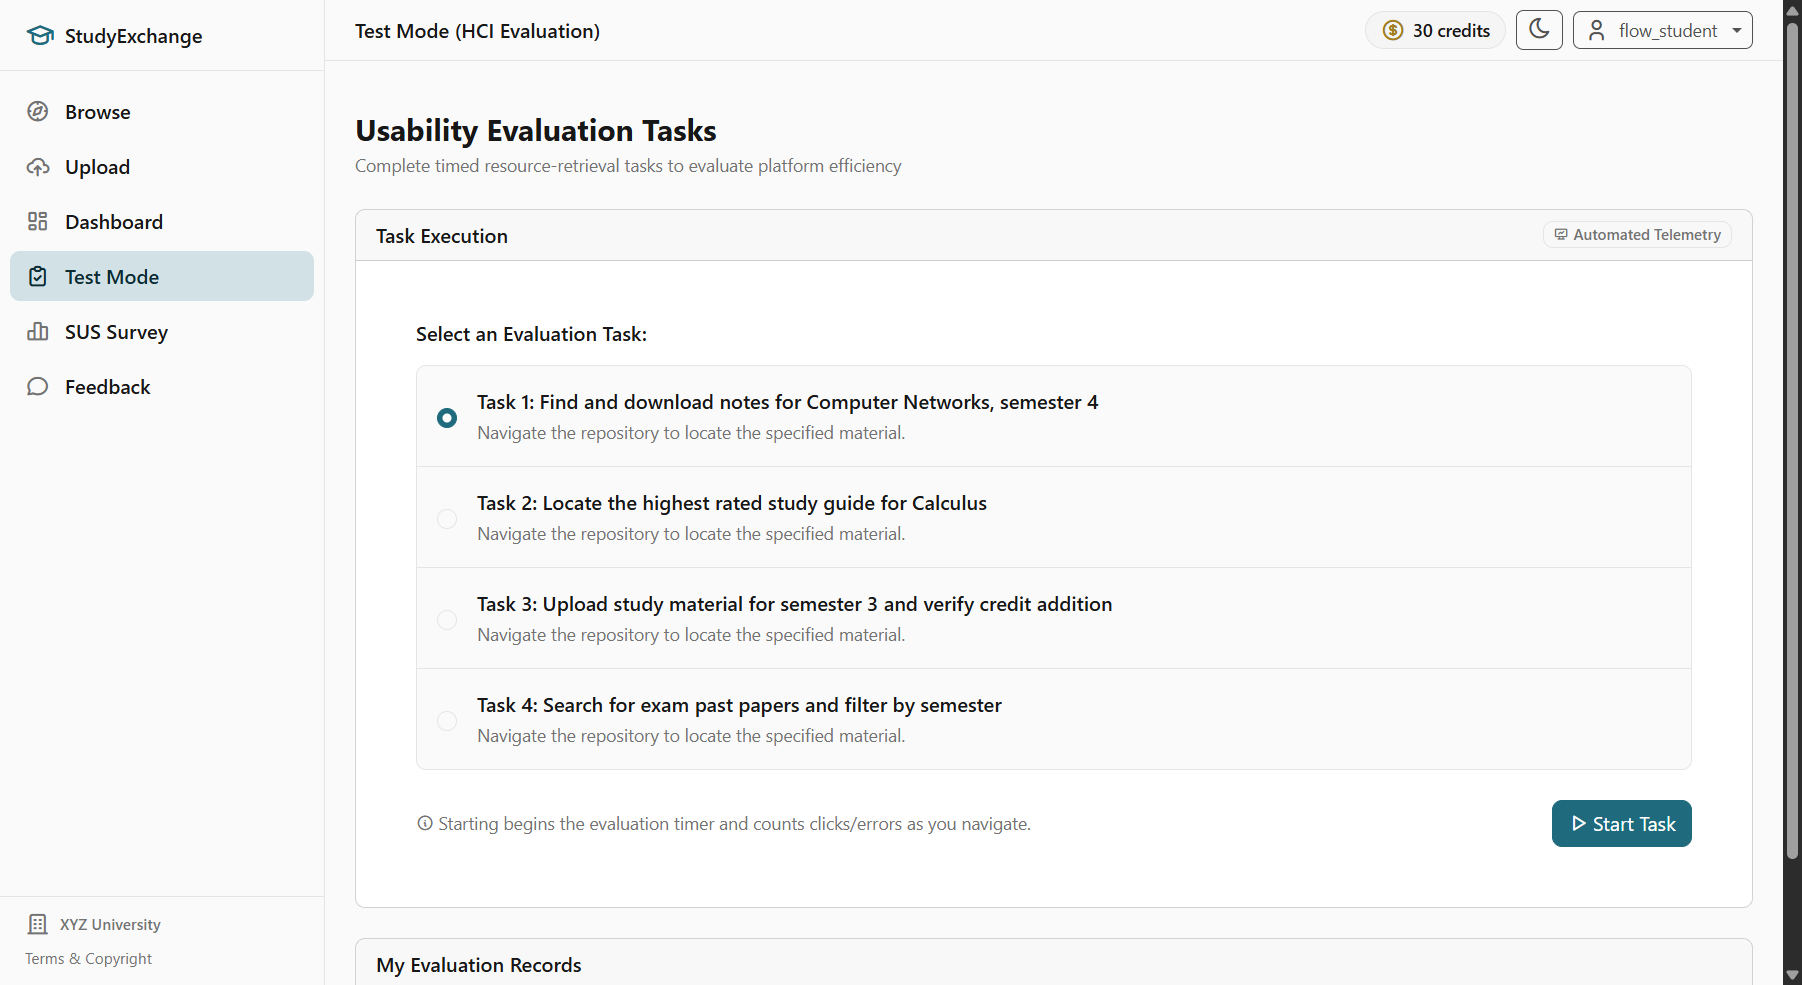 StudyExchange
Browse
Upload
Dashboard
Test Mode
SUS Survey
Feedback
XYZ University
Terms & Copyright
Test Mode (HCI Evaluation)
30 credits
flow_student
Usability Evaluation Tasks
Complete timed resource-retrieval tasks to evaluate platform efficiency
Task Execution
Automated Telemetry
Select an Evaluation Task:
Task 1: Find and download notes for Computer Networks, semester 4
Navigate the repository to locate the specified material.
Task 2: Locate the highest rated study guide for Calculus
Navigate the repository to locate the specified material.
Task 3: Upload study material for semester 3 and verify credit addition
Navigate the repository to locate the specified material.
Task 4: Search for exam past papers and filter by semester
Navigate the repository to locate the specified material.
Starting begins the evaluation timer and counts clicks/errors as you navigate.
Start Task
My Evaluation Records